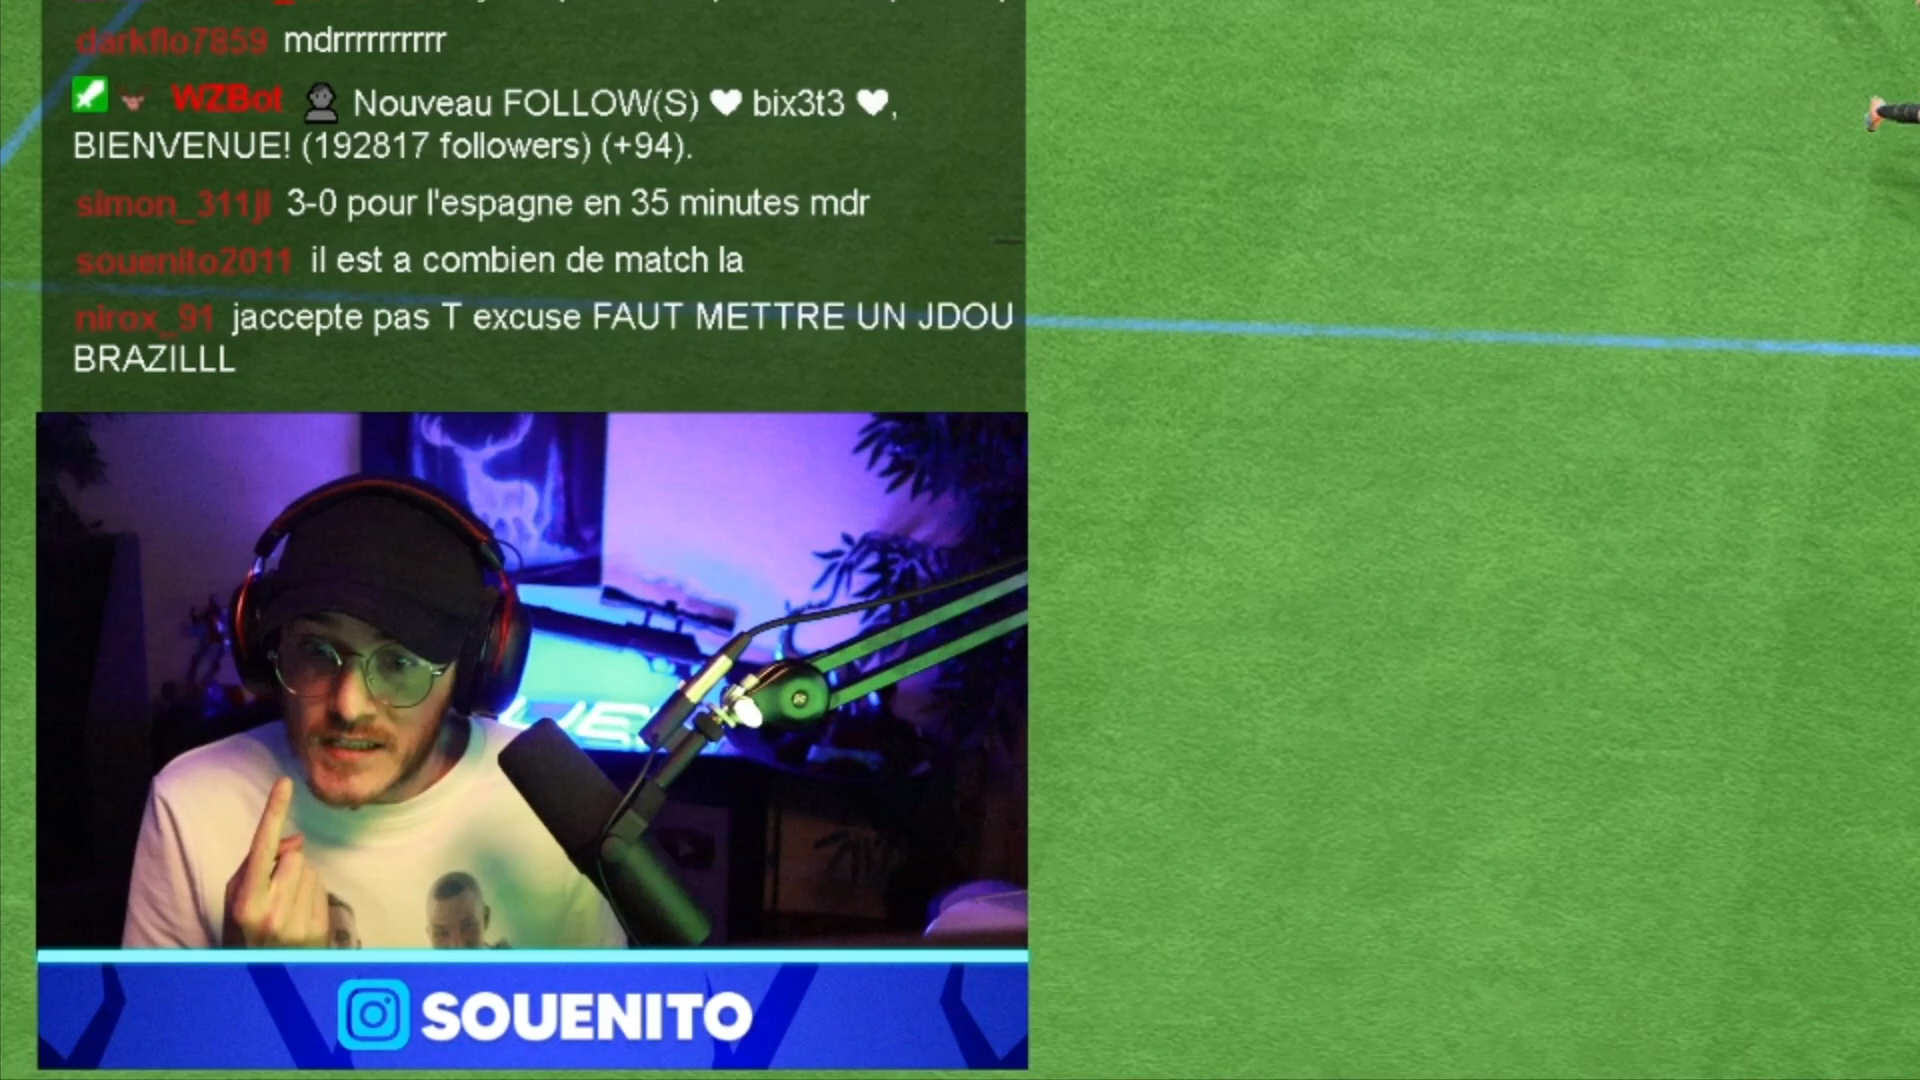 darkflo7859 mdrrrrrrrrrr
WZBot Nouveau FOLLOW(S) bix3t3 ,
BIENVENUE! (192817 followers) (+94).
simon_311jl 3-0 pour l'espagne en 35 minutes mdr
souenito2011 il est a combien de match la
nirox_91 jaccepte pas T excuse FAUT METTRE UN JDOU
BRAZILLL
SOUENITO